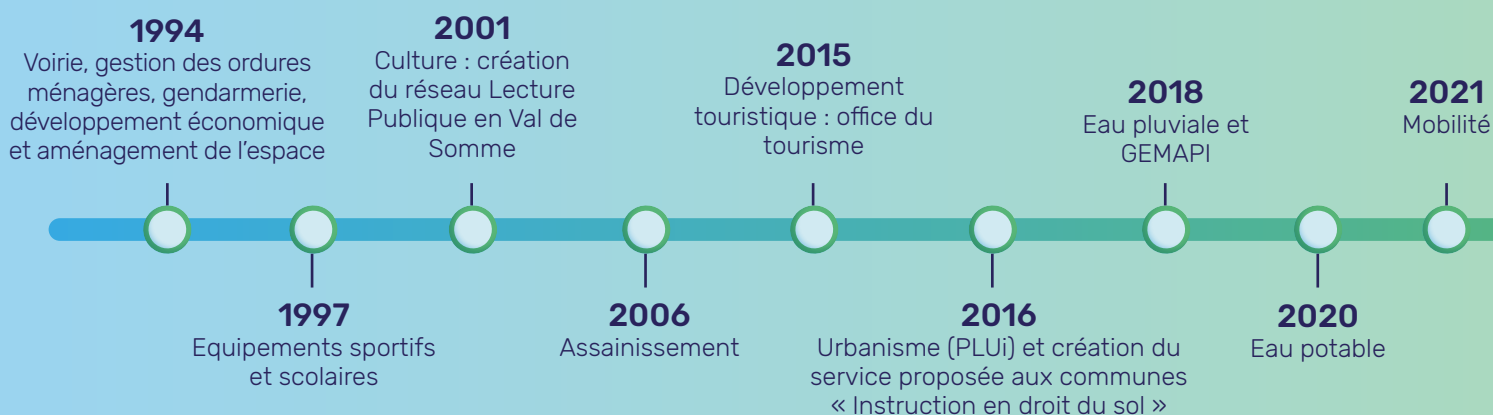 1994
Voirie, gestion des ordures
ménagères, gendarmerie,
développement économique
et aménagement de l'espace
1997
Equipements sportifs
et scolaires
2001
Culture : création
du réseau Lecture
Publique en Val de
Somme
2006
Assainissement
2015
Développement
touristique : office du
tourisme
2016
Urbanisme (PLUi) et création du
service proposée aux communes
« Instruction en droit du sol »
2018
Eau pluviale et
GEMAPI
2020
Eau potable
2021
Mobilité